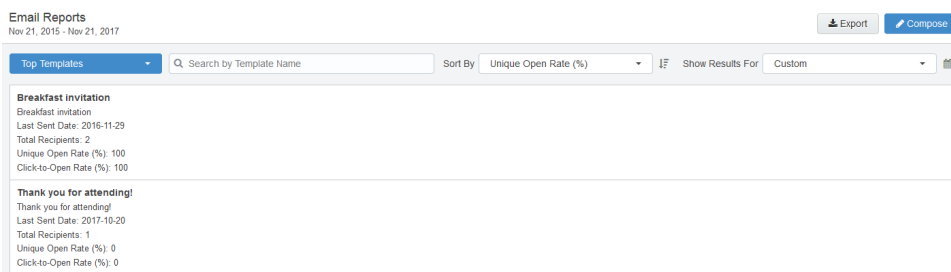 Email Reports
Nov 21, 2015 - Nov 21, 2017
Export
Compose
Top Templates
Search by Template Name
Sort By
Unique Open Rate (%)
Show Results For
Custom
Breakfast invitation
Breakfast invitation
Last Sent Date: 2016-11-29
Total Recipients: 2
Unique Open Rate (%): 100
Click-to-Open Rate (%): 100
Thank you for attending!
Thank you for attending!
Last Sent Date: 2017-10-20
Total Recipients: 1
Unique Open Rate (%): 0
Click-to-Open Rate (%): 0